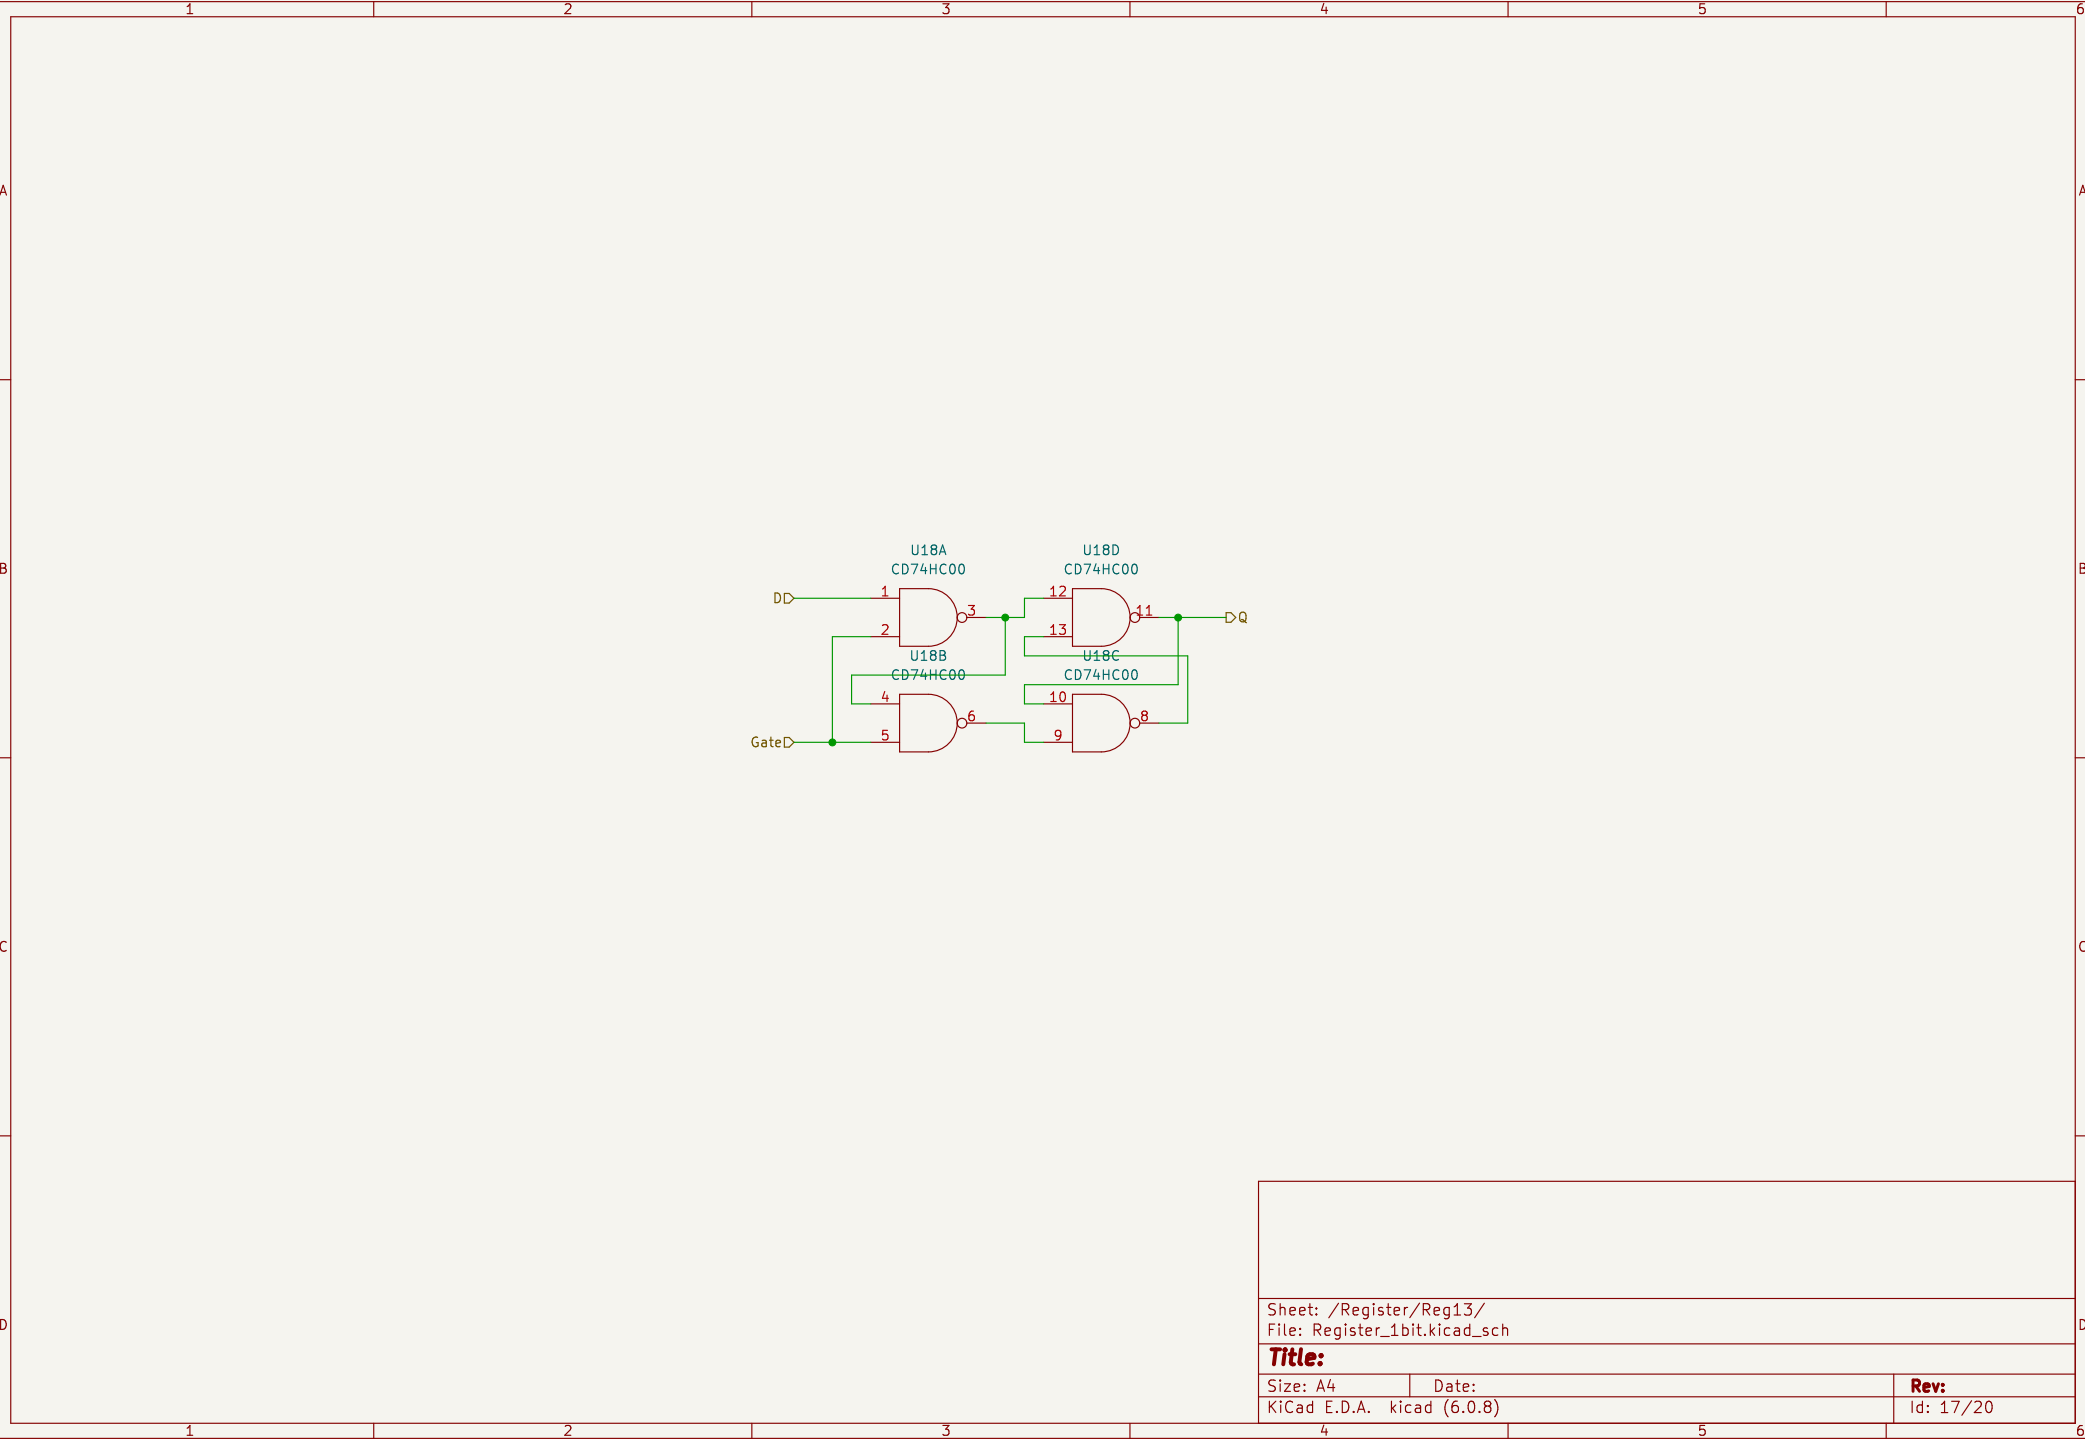 1 2 3 4 5 6
A A
B B
C C
D D
U18A
CD74HC00
U18D
CD74HC00
D 1 2 3
12 13 11 Q
U18B
CD74HC00
U18C
CD74HC00
Gate 4 5 6
10 9 8
Sheet: /Register/Reg13/
File: Register_1bit.kicad_sch
Title:
Size: A4 Date: Rev:
KiCad E.D.A. kicad (6.0.8) Id: 17/20
1 2 3 4 5 6